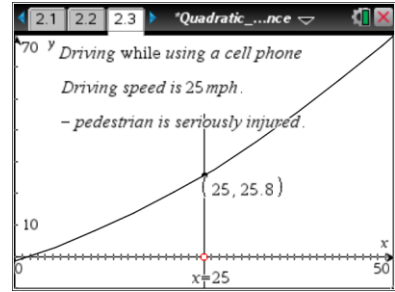 2.1 2.2 2.3 *Quadratic_...nce
70 y
Driving while using a cell phone
Driving speed is 25 mph.
– pedestrian is seriously injured.
(25, 25.8)
10
x
0 50
x=25